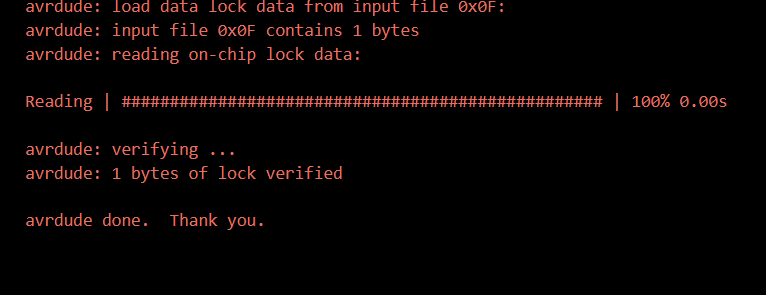 avrdude: load data lock data from input file 0x0F:
avrdude: input file 0x0F contains 1 bytes
avrdude: reading on-chip lock data:
Reading | ################################################## | 100% 0.00s
avrdude: verifying ...
avrdude: 1 bytes of lock verified
avrdude done.  Thank you.